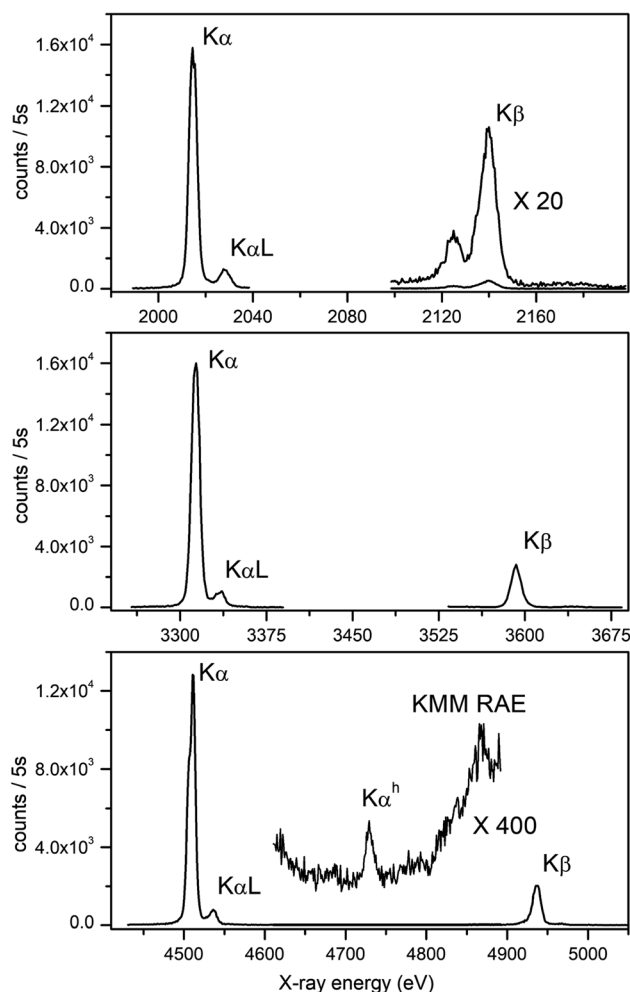 Kα
1.6x10⁴
1.2x10⁴
8.0x10³
4.0x10³
0.0
counts / 5s
KαL
Kβ
X 20
2000 2040 2080 2120 2160
Kα
1.6x10⁴
1.2x10⁴
8.0x10³
4.0x10³
0.0
counts / 5s
KαL
Kβ
3300 3375 3450 3525 3600 3675
Kα
1.2x10⁴
8.0x10³
4.0x10³
0.0
counts / 5s
KMM RAE
Kαʰ
X 400
KαL
Kβ
4500 4600 4700 4800 4900 5000
X-ray energy (eV)